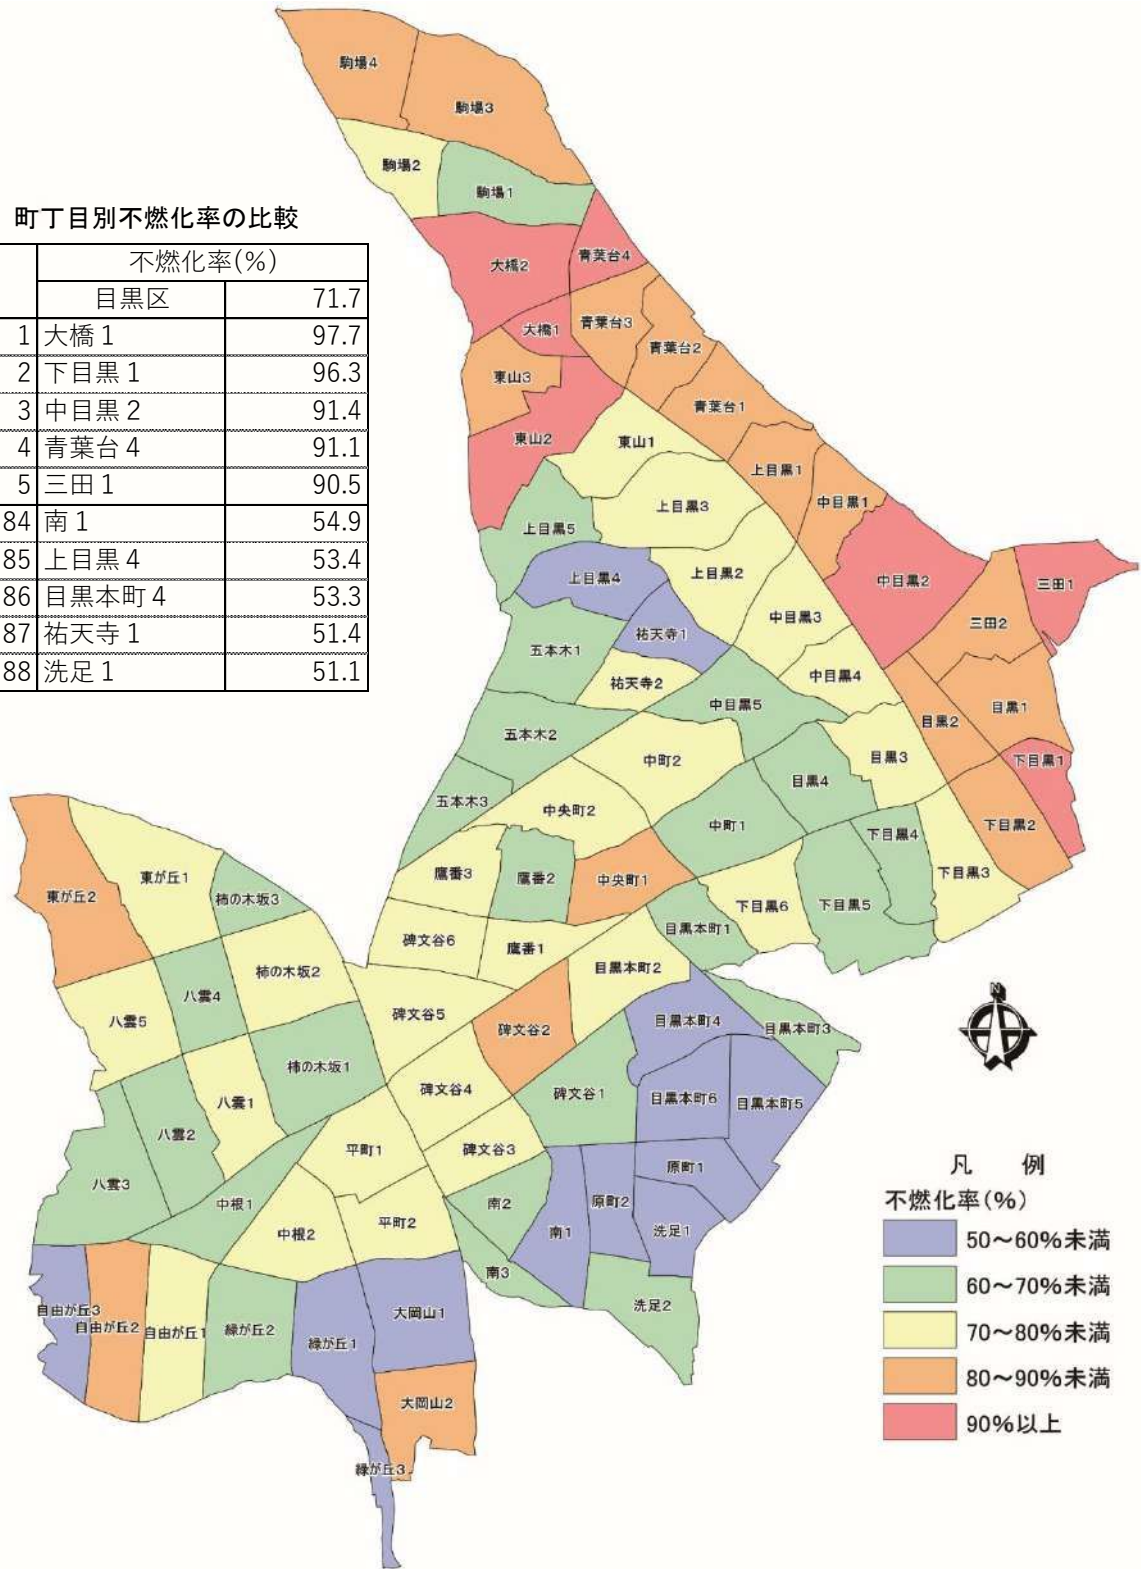 町丁目別不燃化率の比較
不燃化率(%)
目黒区 71.7
1 大橋1 97.7
2 下目黒1 96.3
3 中目黒2 91.4
4 青葉台4 91.1
5 三田1 90.5
84 南1 54.9
85 上目黒4 53.4
86 目黒本町4 53.3
87 祐天寺1 51.4
88 洗足1 51.1
駒場4
駒場3
駒場2
駒場1
大橋2
青葉台4
大橋1
青葉台3
青葉台2
東山3
青葉台1
東山2
東山1
上目黒1
中目黒1
上目黒3
上目黒5
上目黒4
上目黒2
中目黒2
三田1
中目黒3
三田2
祐天寺1
五本木1
祐天寺2
中目黒4
中目黒5
目黒1
目黒2
五本木2
中町2
目黒3
下目黒1
目黒4
五本木3
中央町2
中町1
下目黒2
下目黒4
鷹番3
鷹番2
中央町1
下目黒3
下目黒6
下目黒5
東が丘2
東が丘1
柿の木坂3
碑文谷6
鷹番1
目黒本町1
目黒本町2
柿の木坂2
八雲4
八雲5
碑文谷5
碑文谷2
目黒本町4
目黒本町3
柿の木坂1
八雲1
碑文谷4
碑文谷1
目黒本町6
目黒本町5
八雲2
平町1
碑文谷3
原町1
八雲3
中根1
南2
原町2
中根2
平町2
南1
洗足1
南3
自由が丘3
自由が丘2
自由が丘1
緑が丘2
緑が丘1
大岡山1
洗足2
大岡山2
緑が丘3
N
凡 例
不燃化率(%)
50～60%未満
60～70%未満
70～80%未満
80～90%未満
90%以上